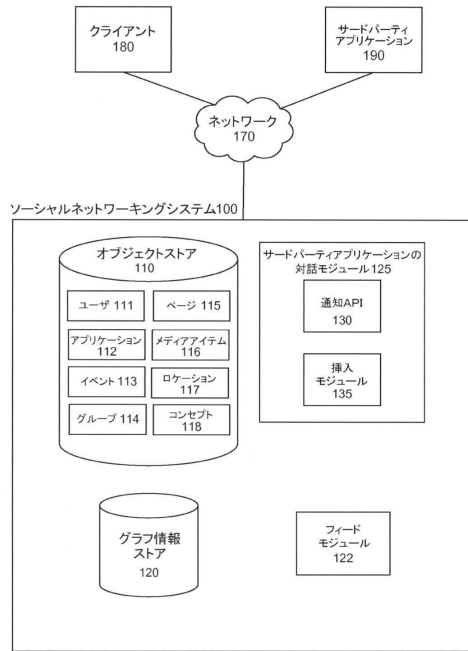 クライアント
180
サードパーティ
アプリケーション
190
ネットワーク
170
ソーシャルネットワーキングシステム100
オブジェクトストア
110
ユーザ 111
ページ 115
アプリケーション
112
メディアアイテム
116
イベント 113
ロケーション
117
グループ 114
コンセプト
118
サードパーティアプリケーションの
対話モジュール 125
通知API
130
挿入
モジュール
135
グラフ情報
ストア
120
フィード
モジュール
122